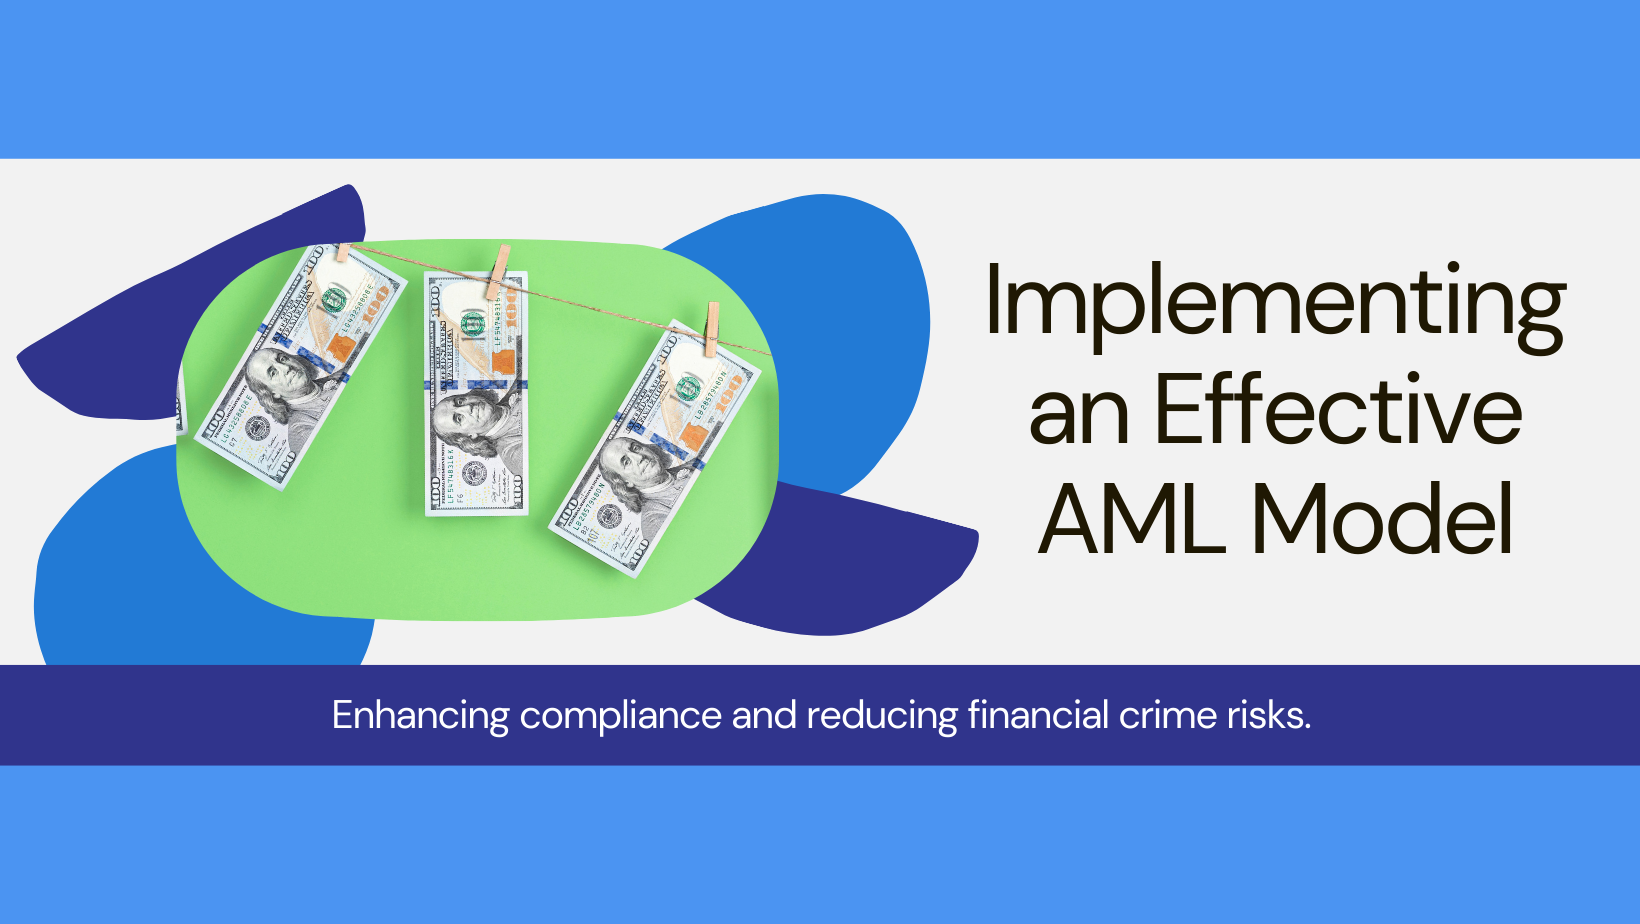 Implementing
an Effective
AML Model
Enhancing compliance and reducing financial crime risks.